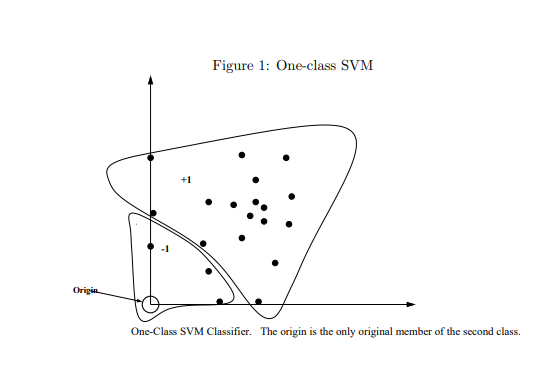 Figure 1: One-class SVM
+1
-1
Origin
One-Class SVM Classifier. The origin is the only original member of the second class.